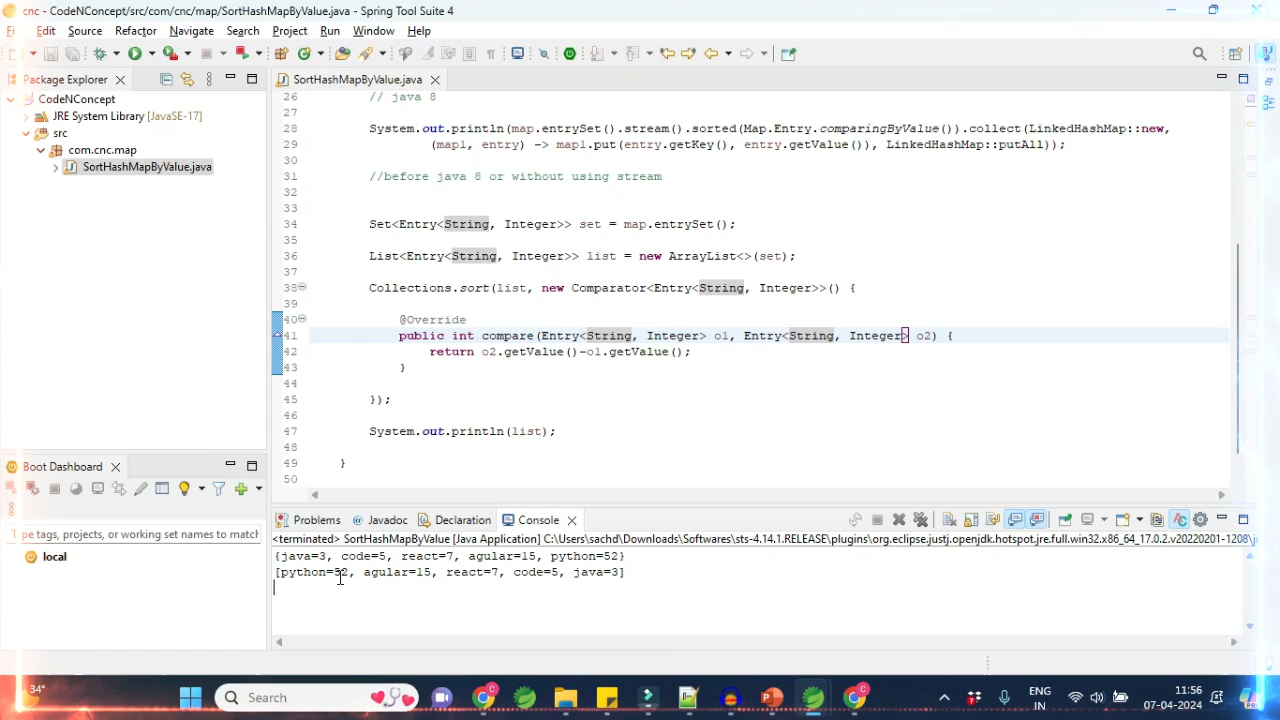 cnc - CodeNConcept/src/com/cnc/map/SortHashMapByValue.java - Spring Tool Suite 4
Edit Source Refactor Navigate Search Project Run Window Help
Package Explorer
CodeNConcept
JRE System Library [JavaSE-17]
src
com.cnc.map
SortHashMapByValue.java
SortHashMapByValue.java
26 // java 8
27
28 System.out.println(map.entrySet().stream().sorted(Map.Entry.comparingByValue()).collect(LinkedHashMap::new,
29 (map1, entry) -> map1.put(entry.getKey(), entry.getValue()), LinkedHashMap::putAll));
30
31 //before java 8 or without using stream
32
33
34 Set<Entry<String, Integer>> set = map.entrySet();
35
36 List<Entry<String, Integer>> list = new ArrayList<>(set);
37
38 Collections.sort(list, new Comparator<Entry<String, Integer>>() {
39
40 @Override
41 public int compare(Entry<String, Integer> o1, Entry<String, Integer> o2) {
42 return o2.getValue()-o1.getValue();
43 }
44
45 });
46
47 System.out.println(list);
48
49 }
50
Boot Dashboard
pe tags, projects, or working set names to match
local
Problems Javadoc Declaration Console
<terminated> SortHashMapByValue [Java Application] C:\Users\sachd\Downloads\Softwares\sts-4.14.1.RELEASE\plugins\org.eclipse.justj.openjdk.hotspot.jre.full.win32.x86_64_17.0.2.v20220201-1208\jr
{java=3, code=5, react=7, agular=15, python=52}
[python=52, agular=15, react=7, code=5, java=3]
34°
Search
ENG
IN
11:56
07-04-2024